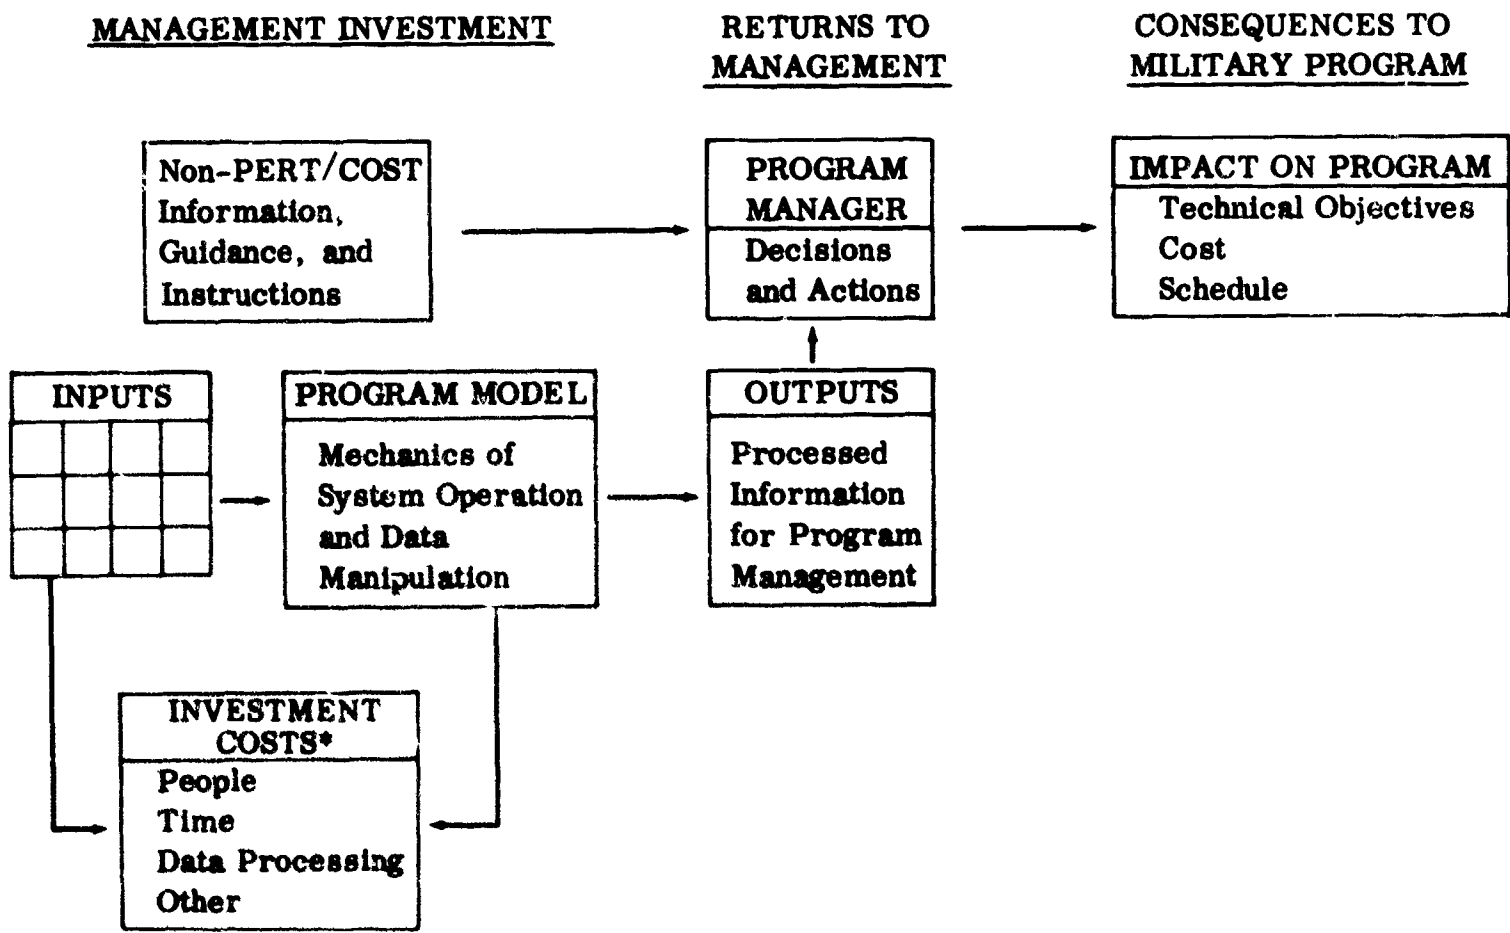 MANAGEMENT INVESTMENT
RETURNS TO
MANAGEMENT
CONSEQUENCES TO
MILITARY PROGRAM
Non-PERT/COST
Information,
Guidance, and
Instructions
PROGRAM
MANAGER
Decisions
and Actions
IMPACT ON PROGRAM
Technical Objectives
Cost
Schedule
INPUTS
PROGRAM MODEL
Mechanics of
System Operation
and Data
Manipulation
OUTPUTS
Processed
Information
for Program
Management
INVESTMENT
COSTS*
People
Time
Data Processing
Other